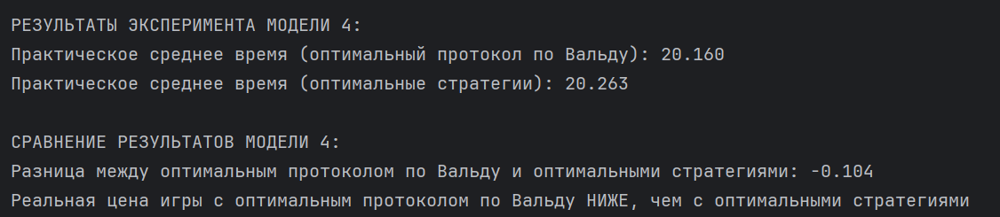 РЕЗУЛЬТАТЫ ЭКСПЕРИМЕНТА МОДЕЛИ 4:
Практическое среднее время (оптимальный протокол по Вальду): 20.160
Практическое среднее время (оптимальные стратегии): 20.263
СРАВНЕНИЕ РЕЗУЛЬТАТОВ МОДЕЛИ 4:
Разница между оптимальным протоколом по Вальду и оптимальными стратегиями: -0.104
Реальная цена игры с оптимальным протоколом по Вальду НИЖЕ, чем с оптимальными стратегиями